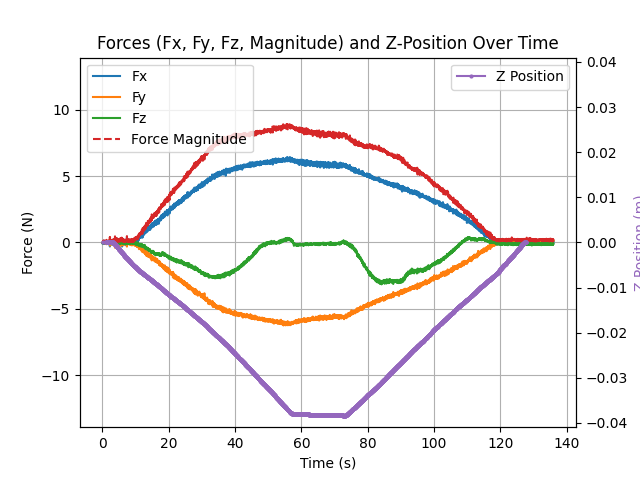 Forces (Fx, Fy, Fz, Magnitude) and Z-Position Over Time
Fx
Fy
Fz
Force Magnitude
Z Position
10
5
0
−5
−10
Force (N)
0.04
0.03
0.02
0.01
0.00
−0.01
−0.02
−0.03
−0.04
Z Position (m)
0
20
40
60
80
100
120
140
Time (s)